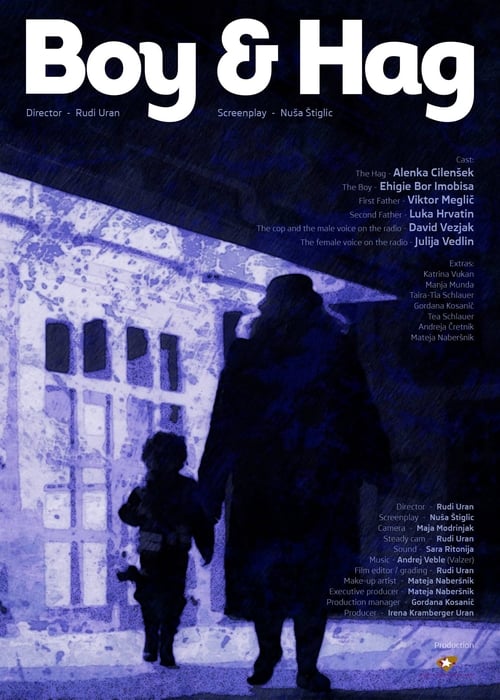 Boy & Hag
Director - Rudi Uran
Screenplay - Nuša Štiglic
Cast:
The Hag - Alenka Cilenšek
The Boy - Ehigie Bor Imobisa
First Father - Viktor Meglič
Second Father - Luka Hrvatin
The cop and the male voice on the radio - David Vezjak
The female voice on the radio - Julija Vedlin
Extras:
Katrina Vukan
Manja Munda
Taira-Tia Schlauer
Gordana Kosanič
Tea Schlauer
Andreja Čretnik
Mateja Naberšnik
Director - Rudi Uran
Screenplay - Nuša Štiglic
Camera - Maja Modrinjak
Steady cam - Rudi Uran
Sound - Sara Ritonija
Music - Andrej Veble (Valzer)
Film editor / grading - Rudi Uran
Make-up artist - Mateja Naberšnik
Executive producer - Mateja Naberšnik
Production manager - Gordana Kosanič
Producer - Irena Kramberger Uran
Production: